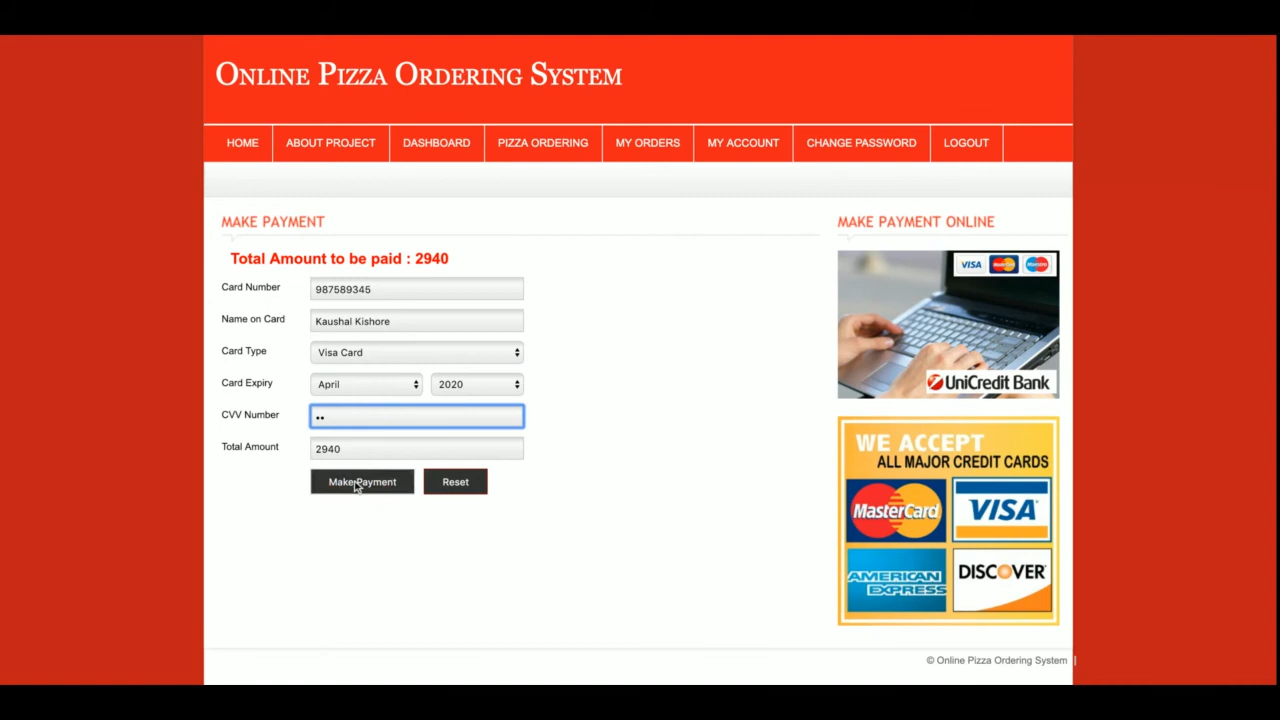 Online Pizza Ordering System
HOME ABOUT PROJECT DASHBOARD PIZZA ORDERING MY ORDERS MY ACCOUNT CHANGE PASSWORD LOGOUT
MAKE PAYMENT
Total Amount to be paid : 2940
Card Number 987589345
Name on Card Kaushal Kishore
Card Type Visa Card
Card Expiry April 2020
CVV Number ••
Total Amount 2940
Make Payment Reset
MAKE PAYMENT ONLINE
VISA MasterCard Maestro
UniCredit Bank
WE ACCEPT
ALL MAJOR CREDIT CARDS
MasterCard VISA
AMERICAN EXPRESS DISCOVER
© Online Pizza Ordering System |